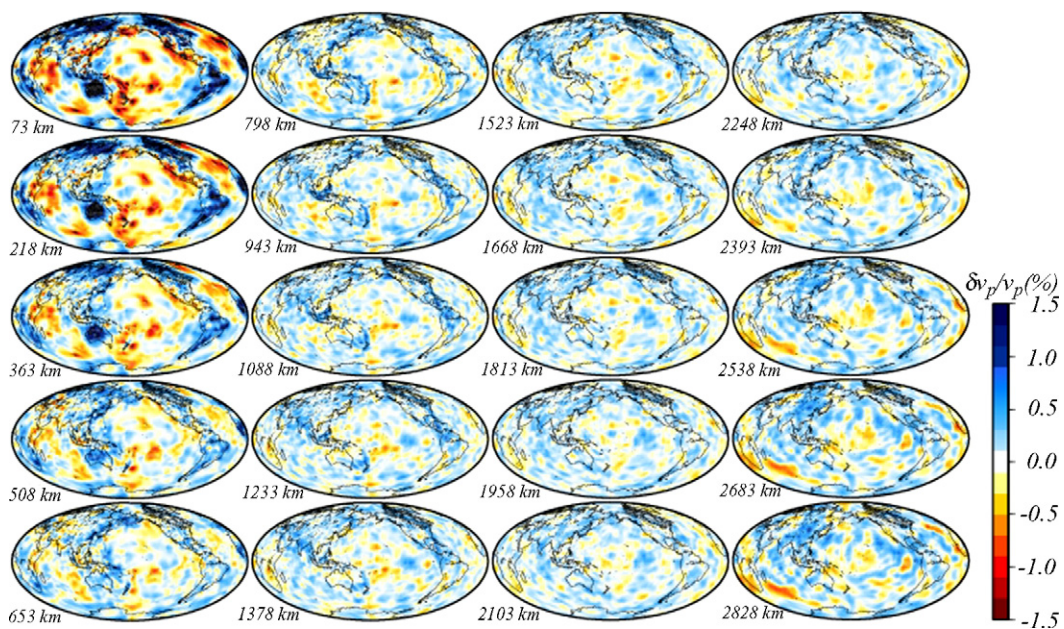 73 km
798 km
1523 km
2248 km
218 km
943 km
1668 km
2393 km
363 km
1088 km
1813 km
2538 km
508 km
1233 km
1958 km
2683 km
653 km
1378 km
2103 km
2828 km
δvp/vp(%)
1.5
1.0
0.5
0.0
-0.5
-1.0
-1.5